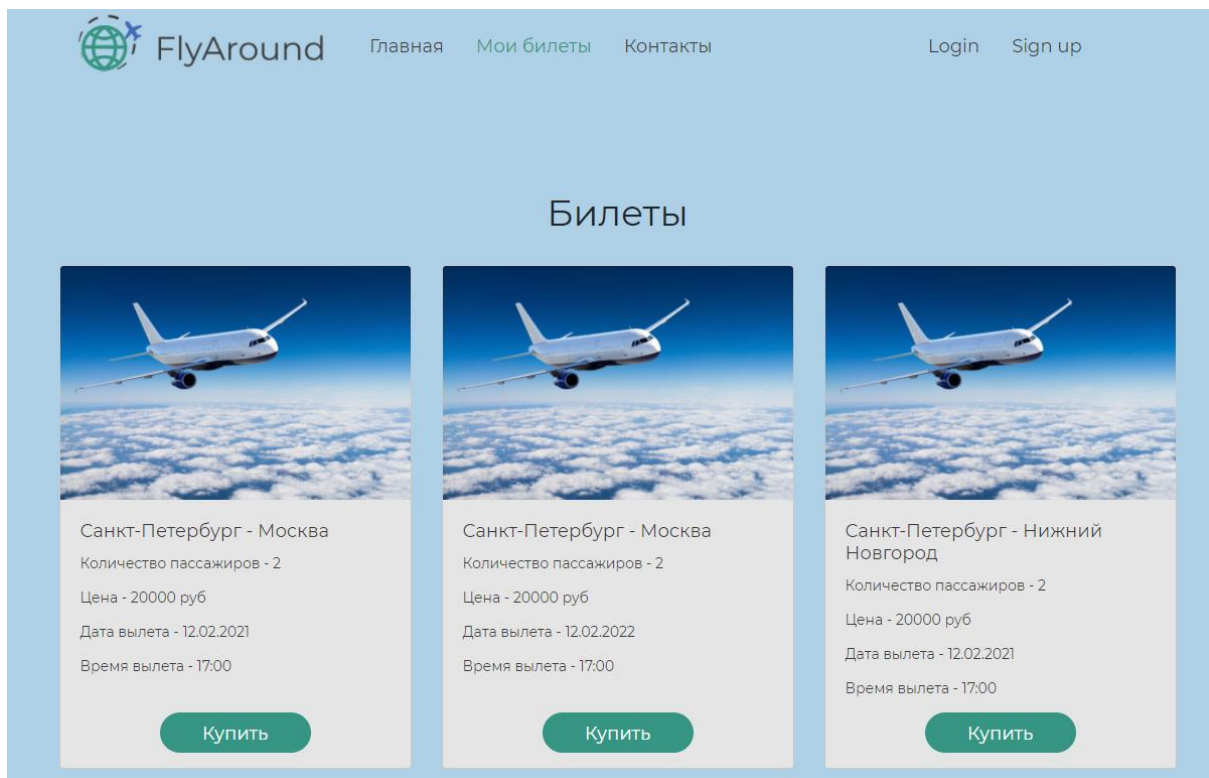 FlyAround Главная Мои билеты Контакты Login Sign up
Билеты
Санкт-Петербург - Москва
Количество пассажиров - 2
Цена - 20000 руб
Дата вылета - 12.02.2021
Время вылета - 17:00
Купить
Санкт-Петербург - Москва
Количество пассажиров - 2
Цена - 20000 руб
Дата вылета - 12.02.2022
Время вылета - 17:00
Купить
Санкт-Петербург - Нижний
Новгород
Количество пассажиров - 2
Цена - 20000 руб
Дата вылета - 12.02.2021
Время вылета - 17:00
Купить